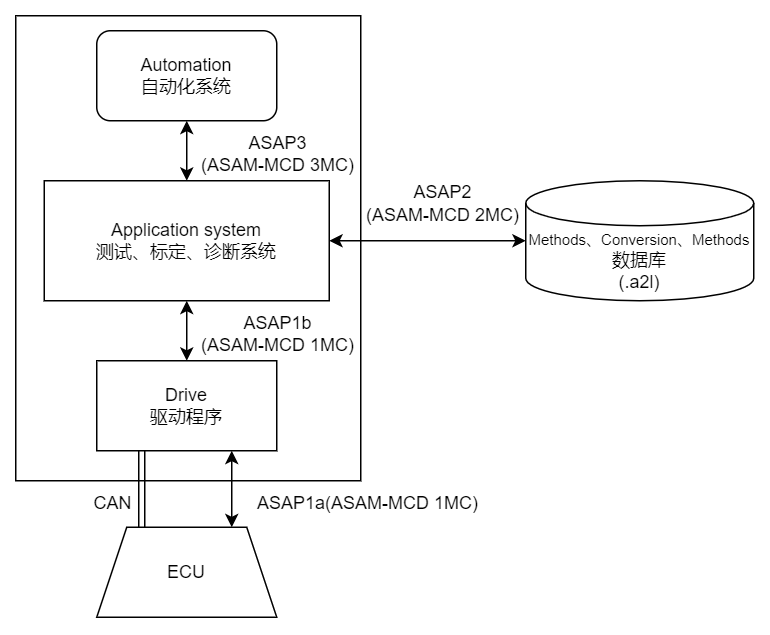 Automation
自动化系统
ASAP3
(ASAM-MCD 3MC)
Application system
测试、标定、诊断系统
ASAP2
(ASAM-MCD 2MC)
Methods、Conversion、Methods
数据库
(.a2l)
ASAP1b
(ASAM-MCD 1MC)
Drive
驱动程序
CAN
ASAP1a(ASAM-MCD 1MC)
ECU